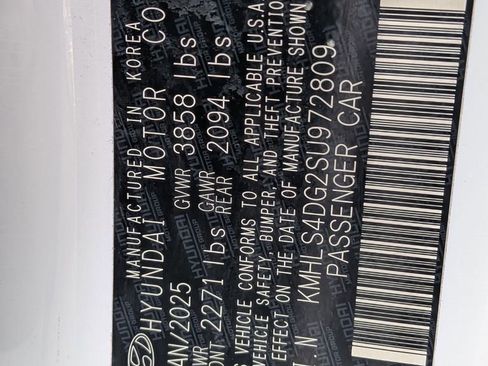 MANUFACTURED IN KOREA
HYUNDAI MOTOR CO
AN/2025 GVWR 3858 lbs
WR GAWR
ONT 2271 lbs REAR 2094 lbs
S VEHICLE CONFORMS TO ALL APPLICABLE U.S.A
VEHICLE SAFETY, BUMPER, AND THEFT PREVENTION
EFFECT ON THE DATE OF MANUFACTURE SHOWN
I.N KMHLS4DG2SU972809
PASSENGER CAR